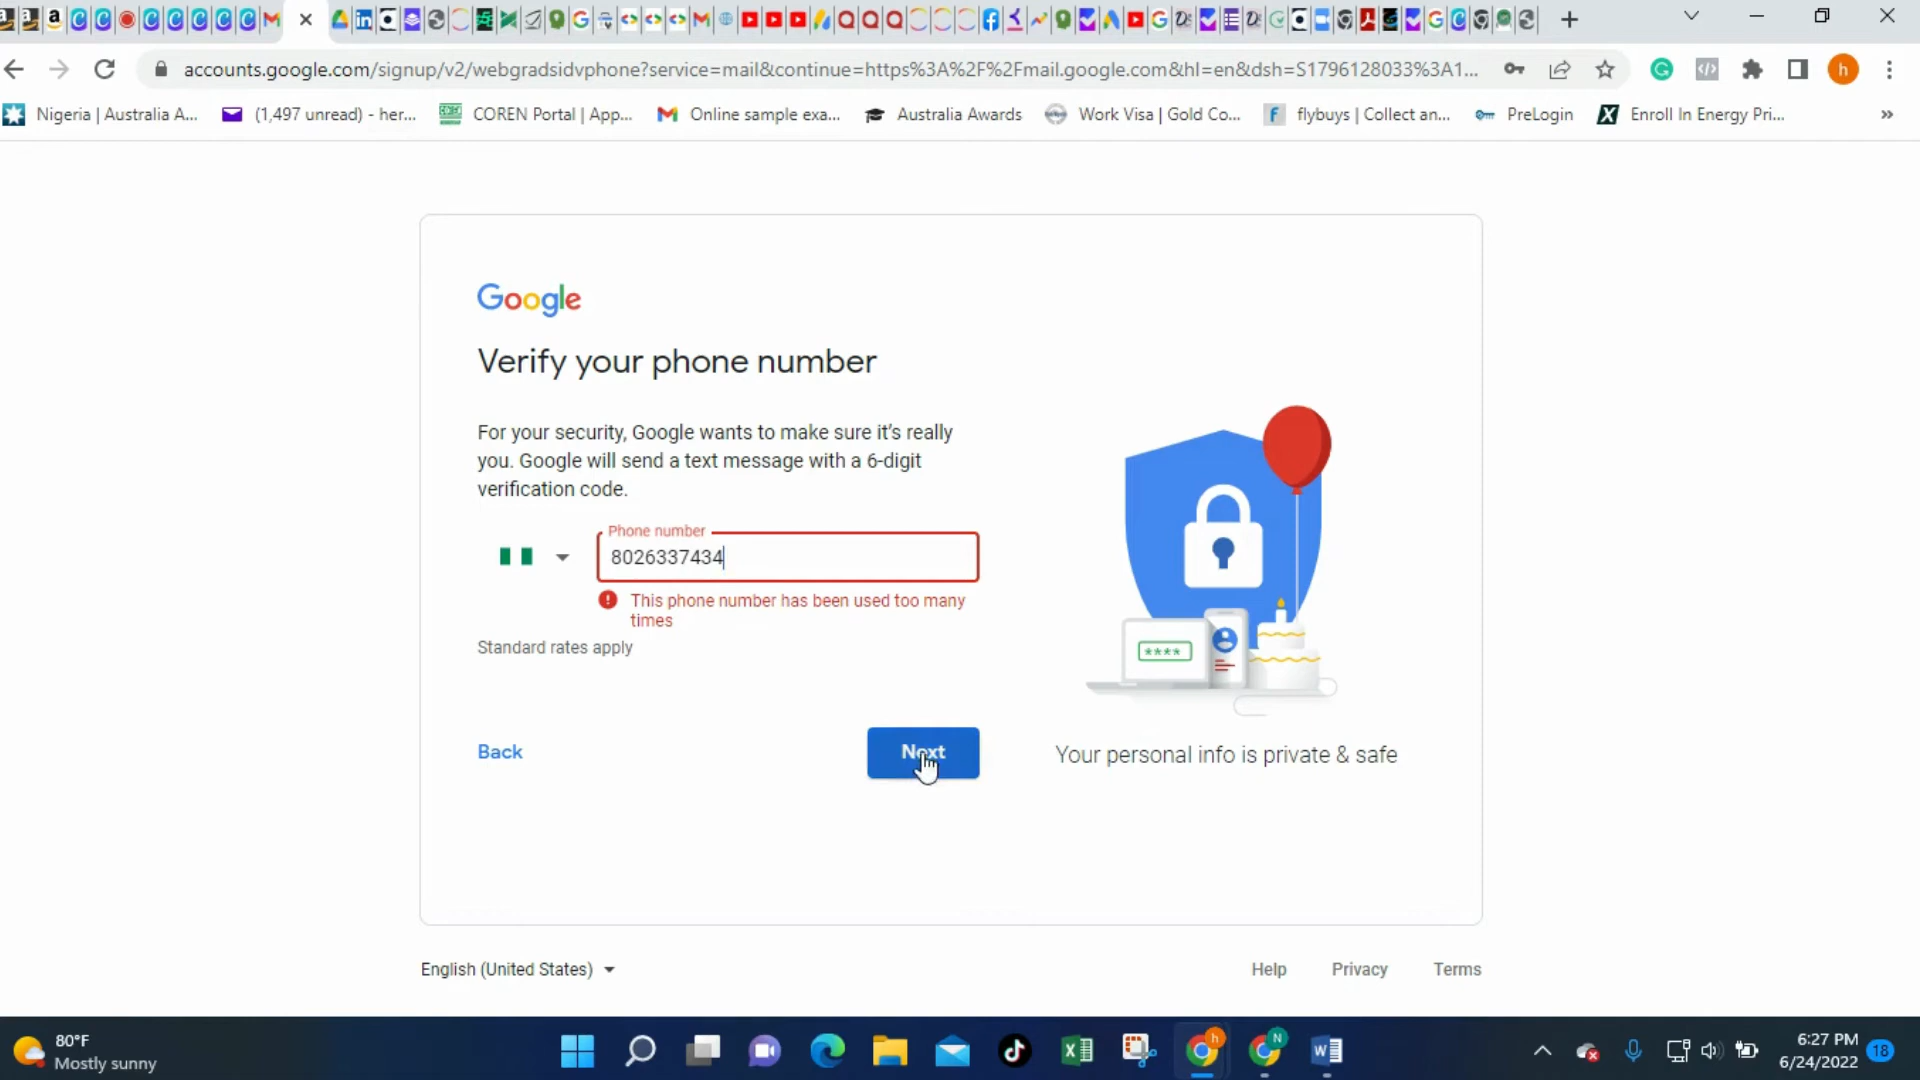 accounts.google.com/signup/v2/webgradsidvphone?service=mail&continue=https%3A%2F%2Fmail.google.com&hl=en&dsh=S1796128033%3A1...
h
Nigeria | Australia A...
(1,497 unread) - her...
COREN Portal | App...
Online sample exa...
Australia Awards
Work Visa | Gold Co...
flybuys | Collect an...
PreLogin
Enroll In Energy Pri...
»
Google
Verify your phone number
For your security, Google wants to make sure it's really
you. Google will send a text message with a 6-digit
verification code.
Phone number
8026337434
This phone number has been used too many
times
Standard rates apply
****
Back
Next
Your personal info is private & safe
English (United States)
Help
Privacy
Terms
80°F
Mostly sunny
h
N
6:27 PM
6/24/2022
18